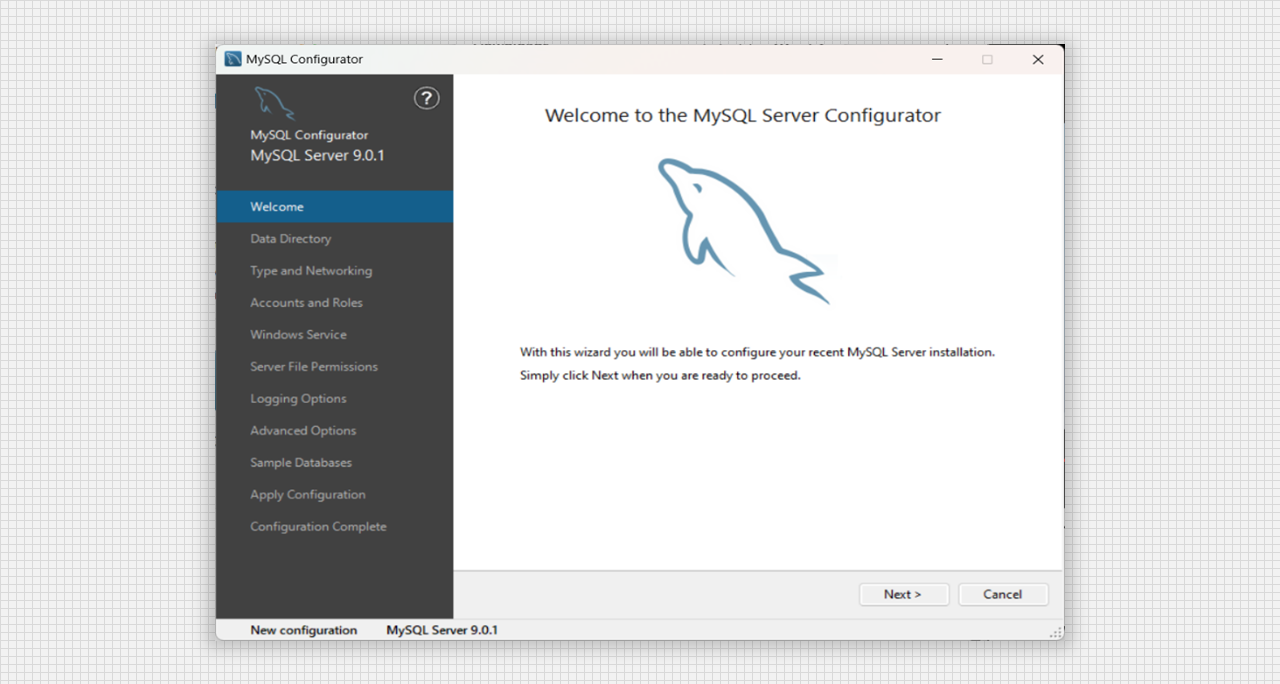 MySQL Configurator
?
MySQL Configurator
MySQL Server 9.0.1
Welcome
Data Directory
Type and Networking
Accounts and Roles
Windows Service
Server File Permissions
Logging Options
Advanced Options
Sample Databases
Apply Configuration
Configuration Complete
Welcome to the MySQL Server Configurator
With this wizard you will be able to configure your recent MySQL Server installation.
Simply click Next when you are ready to proceed.
Next >
Cancel
New configuration
MySQL Server 9.0.1